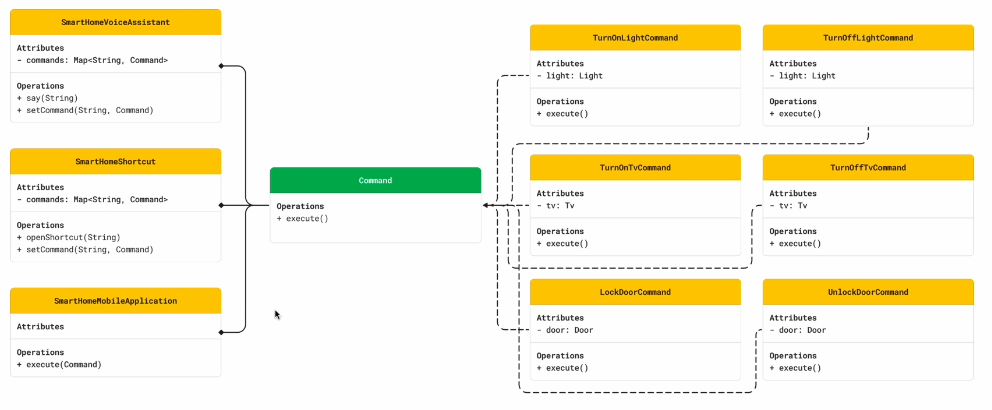 SmartHomeVoiceAssistant
Attributes
- commands: Map<String, Command>
Operations
+ say(String)
+ setCommand(String, Command)
SmartHomeShortcut
Attributes
- commands: Map<String, Command>
Operations
+ openShortcut(String)
+ setCommand(String, Command)
SmartHomeMobileApplication
Attributes
Operations
+ execute(Command)
Command
Operations
+ execute()
TurnOnLightCommand
Attributes
- light: Light
Operations
+ execute()
TurnOffLightCommand
Attributes
- light: Light
Operations
+ execute()
TurnOnTvCommand
Attributes
- tv: Tv
Operations
+ execute()
TurnOffTvCommand
Attributes
- tv: Tv
Operations
+ execute()
LockDoorCommand
Attributes
- door: Door
Operations
+ execute()
UnlockDoorCommand
Attributes
- door: Door
Operations
+ execute()